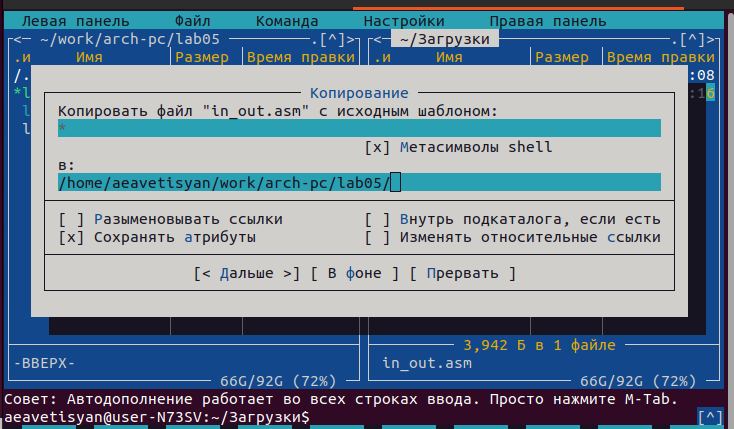 Левая панель Файл Команда Настройки Правая панель
<─ ~/work/arch-pc/lab05 .[^]> <─ ~/Загрузки .[^]>
.и Имя Размер Время правки .и Имя Размер Время правки
/. :08
*l :16
l
l
Копирование
Копировать файл "in_out.asm" с исходным шаблоном:
*
[x] Метасимволы shell
в:
/home/aeavetisyan/work/arch-pc/lab05/
[ ] Разыменовывать ссылки [ ] Внутрь подкаталога, если есть
[x] Сохранять атрибуты [ ] Изменять относительные ссылки
[< Дальше >] [ В фоне ] [ Прервать ]
3,942 Б в 1 файле
-ВВЕРХ- in_out.asm
66G/92G (72%) 66G/92G (72%)
Совет: Автодополнение работает во всех строках ввода. Просто нажмите M-Tab.
aeavetisyan@user-N73SV:~/Загрузки$ [^]